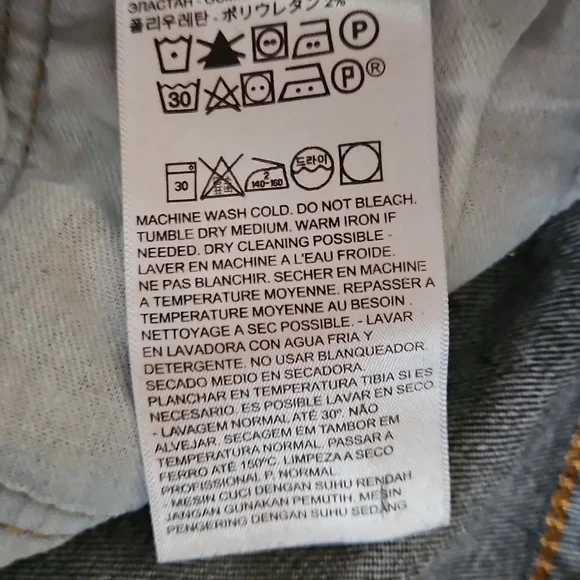 폴리우레탄 - ポリウレタン 2%
P
30 P ®
30 2 140-160 드라이
MACHINE WASH COLD. DO NOT BLEACH.
TUMBLE DRY MEDIUM. WARM IRON IF
NEEDED. DRY CLEANING POSSIBLE -
LAVER EN MACHINE A L'EAU FROIDE.
NE PAS BLANCHIR. SECHER EN MACHINE
A TEMPERATURE MOYENNE. REPASSER A
TEMPERATURE MOYENNE AU BESOIN .
NETTOYAGE A SEC POSSIBLE. - LAVAR
EN LAVADORA CON AGUA FRIA Y
DETERGENTE. NO USAR BLANQUEADOR.
SECADO MEDIO EN SECADORA.
PLANCHAR EN TEMPERATURA TIBIA SI ES
NECESARIO. ES POSIBLE LAVAR EN SECO.
- LAVAGEM NORMAL ATÉ 30º. NÃO
ALVEJAR. SECAGEM EM TAMBOR EM
TEMPERATURA NORMAL. PASSAR A
FERRO ATÉ 150ºC. LIMPEZA A SECO
PROFISSIONAL P, NORMAL.
- MESIN CUCI DENGAN SUHU RENDAH
JANGAN GUNAKAN PEMUTIH. MESIN
PENGERING DENGAN SUHU SEDANG